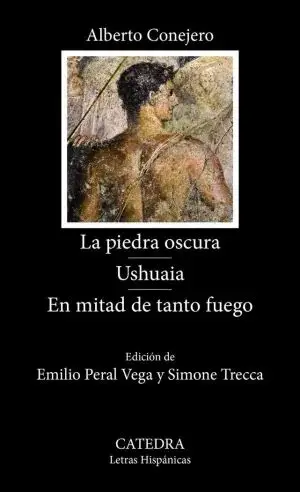 Alberto Conejero
La piedra oscura
Ushuaia
En mitad de tanto fuego
Edición de
Emilio Peral Vega y Simone Trecca
CATEDRA
Letras Hispánicas